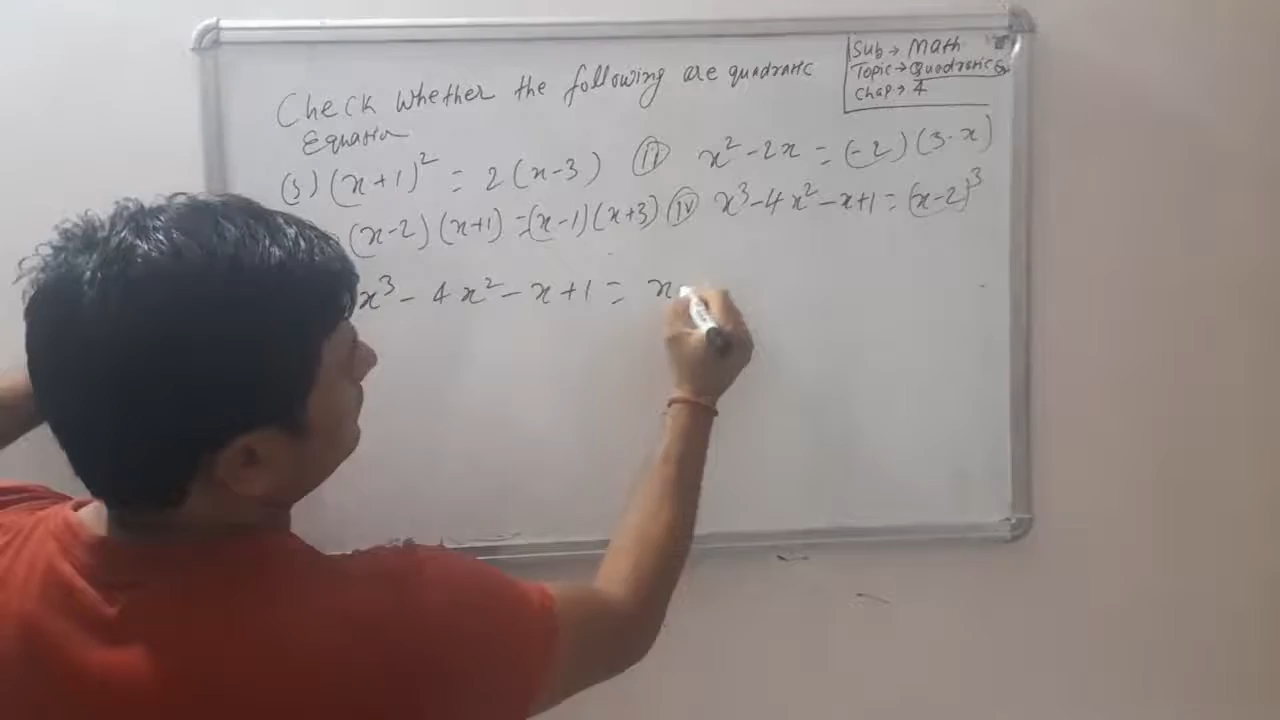 Sub → Math
Topic → Quadratic Eq
Chap → 4
Check whether the following are quadratic
Equation
(i) (x+1)² = 2(x-3) (ii) x² - 2x = (-2)(3-x)
(x-2)(x+1) = (x-1)(x+3) (iv) x³ - 4x² - x + 1 = (x-2)³
x³ - 4x² - x + 1 = x